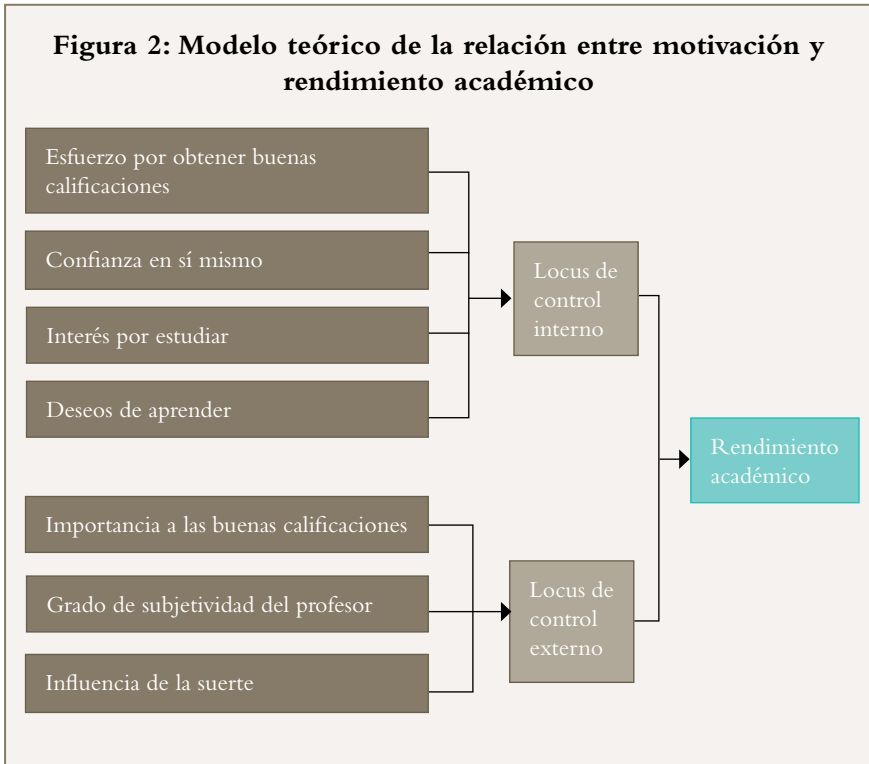 Figura 2: Modelo teórico de la relación entre motivación y
rendimiento académico
Esfuerzo por obtener buenas
calificaciones
Confianza en sí mismo
Interés por estudiar
Deseos de aprender
Locus de
control
interno
Importancia a las buenas calificaciones
Grado de subjetividad del profesor
Influencia de la suerte
Locus de
control
externo
Rendimiento
académico